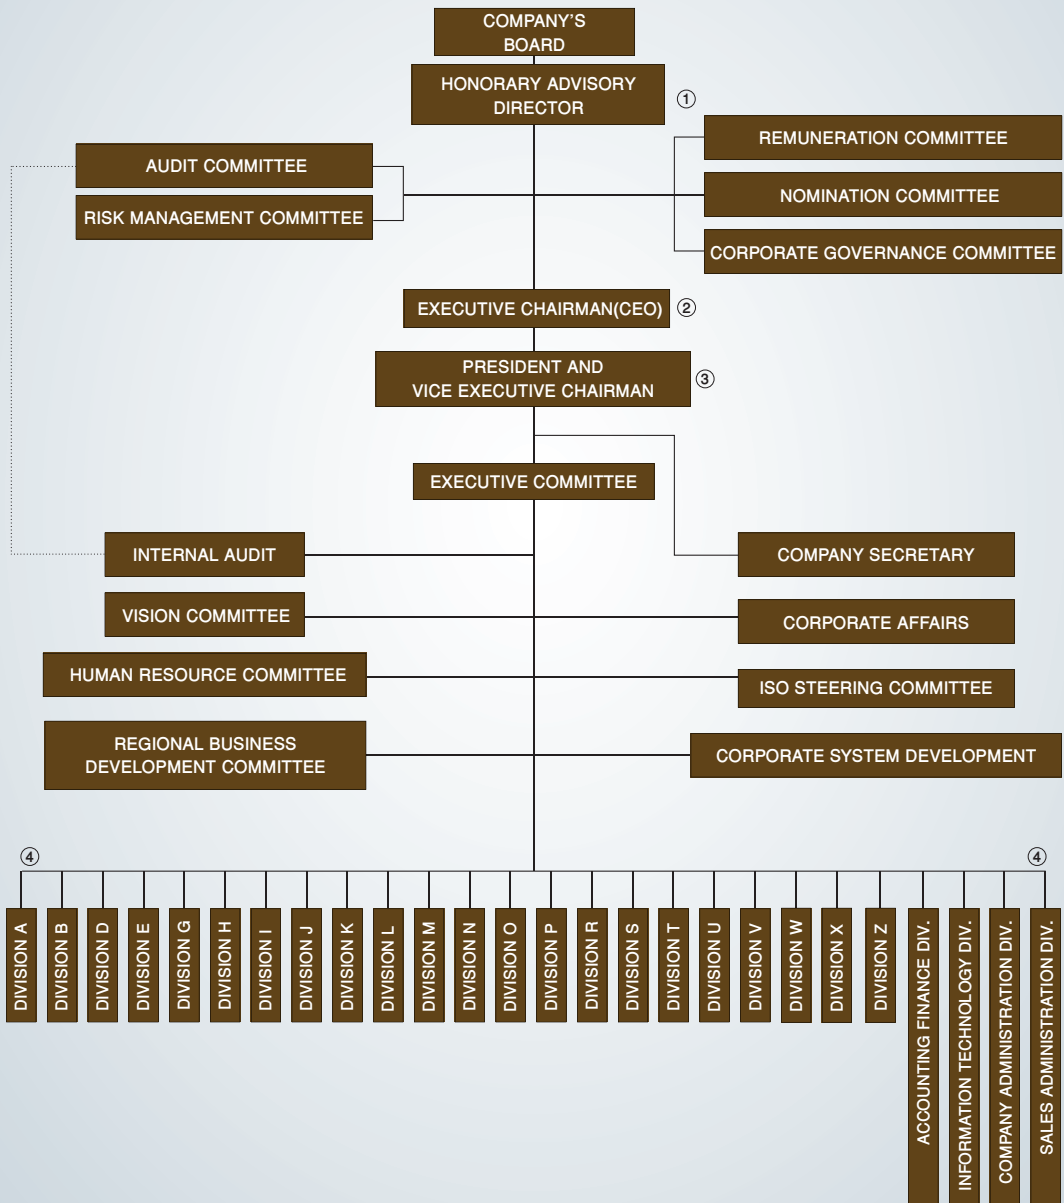 COMPANY'S
BOARD
HONORARY ADVISORY
DIRECTOR
①
REMUNERATION COMMITTEE
AUDIT COMMITTEE
NOMINATION COMMITTEE
RISK MANAGEMENT COMMITTEE
CORPORATE GOVERNANCE COMMITTEE
EXECUTIVE CHAIRMAN(CEO)
②
PRESIDENT AND
VICE EXECUTIVE CHAIRMAN
③
EXECUTIVE COMMITTEE
INTERNAL AUDIT
COMPANY SECRETARY
VISION COMMITTEE
CORPORATE AFFAIRS
HUMAN RESOURCE COMMITTEE
ISO STEERING COMMITTEE
REGIONAL BUSINESS
DEVELOPMENT COMMITTEE
CORPORATE SYSTEM DEVELOPMENT
④
④
DIVISION A
DIVISION B
DIVISION D
DIVISION E
DIVISION G
DIVISION H
DIVISION I
DIVISION J
DIVISION K
DIVISION L
DIVISION M
DIVISION N
DIVISION O
DIVISION P
DIVISION R
DIVISION S
DIVISION T
DIVISION U
DIVISION V
DIVISION W
DIVISION X
DIVISION Z
ACCOUNTING FINANCE DIV.
INFORMATION TECHNOLOGY DIV.
COMPANY ADMINISTRATION DIV.
SALES ADMINISTRATION DIV.